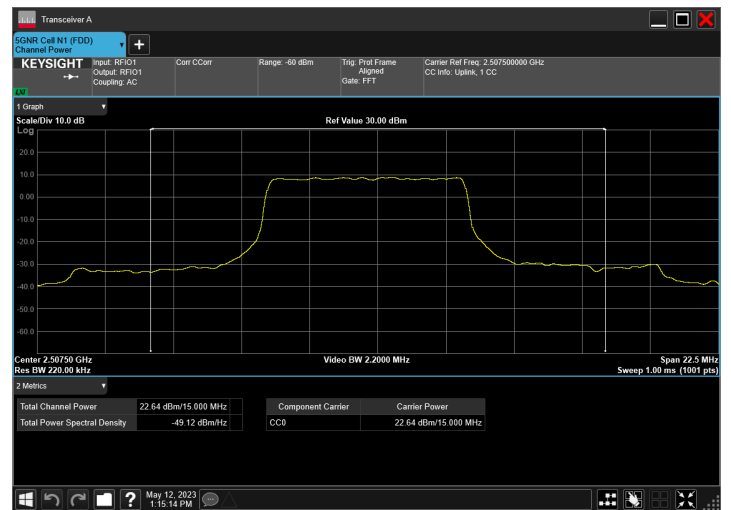 Transceiver A
5GNR Cell N1 (FDD)
Channel Power
KEYSIGHT
LXI
Input: RFIO1
Output: RFIO1
Coupling: AC
Corr CCorr
Range: -60 dBm
Trig: Prot Frame
Aligned
Gate: FFT
Carrier Ref Freq: 2.507500000 GHz
CC Info: Uplink, 1 CC
1 Graph
Scale/Div 10.0 dB
Ref Value 30.00 dBm
Log
20.0
10.0
0.00
-10.0
-20.0
-30.0
-40.0
-50.0
-60.0
Center 2.50750 GHz
Video BW 2.2000 MHz
Span 22.5 MHz
Res BW 220.00 kHz
Sweep 1.00 ms (1001 pts)
2 Metrics
Total Channel Power 22.64 dBm/15.000 MHz
Total Power Spectral Density -49.12 dBm/Hz
Component Carrier Carrier Power
CC0 22.64 dBm/15.000 MHz
May 12, 2023
1:15:14 PM